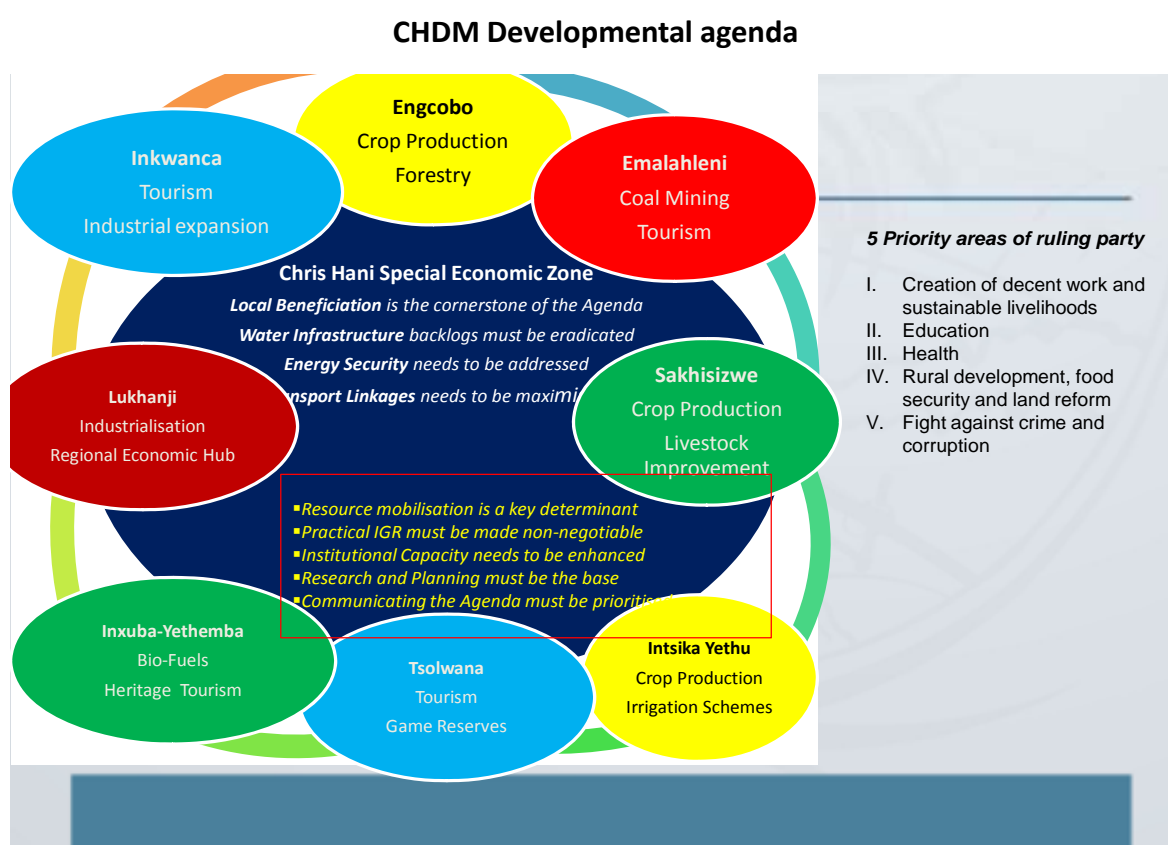 CHDM Developmental agenda
Engcobo
Crop Production
Forestry
Inkwanca
Tourism
Industrial expansion
Emalahleni
Coal Mining
Tourism
Chris Hani Special Economic Zone
Local Beneficiation is the cornerstone of the Agenda
Water Infrastructure backlogs must be eradicated
Energy Security needs to be addressed
Linkages needs to be
Lukhanji
Industrialisation
Regional Economic Hub
Sakhisizwe
Crop Production
Livestock
Improvement
▪Resource mobilisation is a key determinant
▪Practical IGR must be made non-negotiable
▪Institutional Capacity needs to be enhanced
▪Research and Planning must be the base
▪Communicating the Agenda must be
Inxuba-Yethemba
Bio-Fuels
Heritage Tourism
Tsolwana
Tourism
Game Reserves
Intsika Yethu
Crop Production
Irrigation Schemes
5 Priority areas of ruling party
I. Creation of decent work and
sustainable livelihoods
II. Education
III. Health
IV. Rural development, food
security and land reform
V. Fight against crime and
corruption